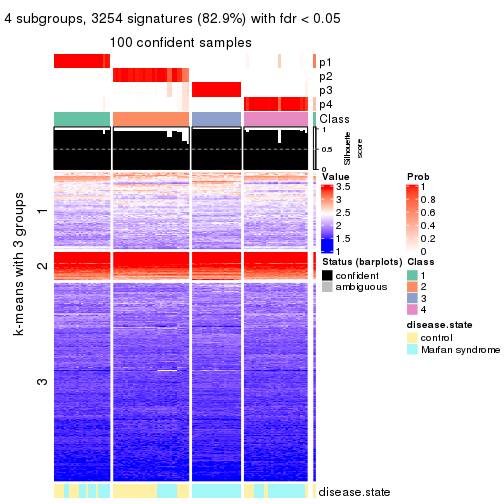 4 subgroups, 3254 signatures (82.9%) with fdr < 0.05
100 confident samples
p1
p2
p3
p4
Class
1
0.5
0
Silhouette
score
k-means with 3 groups
1
2
3
disease.state
Value
3.5
3
2.5
2
1.5
1
Prob
1
0.8
0.6
0.4
0.2
0
Status (barplots)
confident
ambiguous
Class
1
2
3
4
disease.state
control
Marfan syndrome